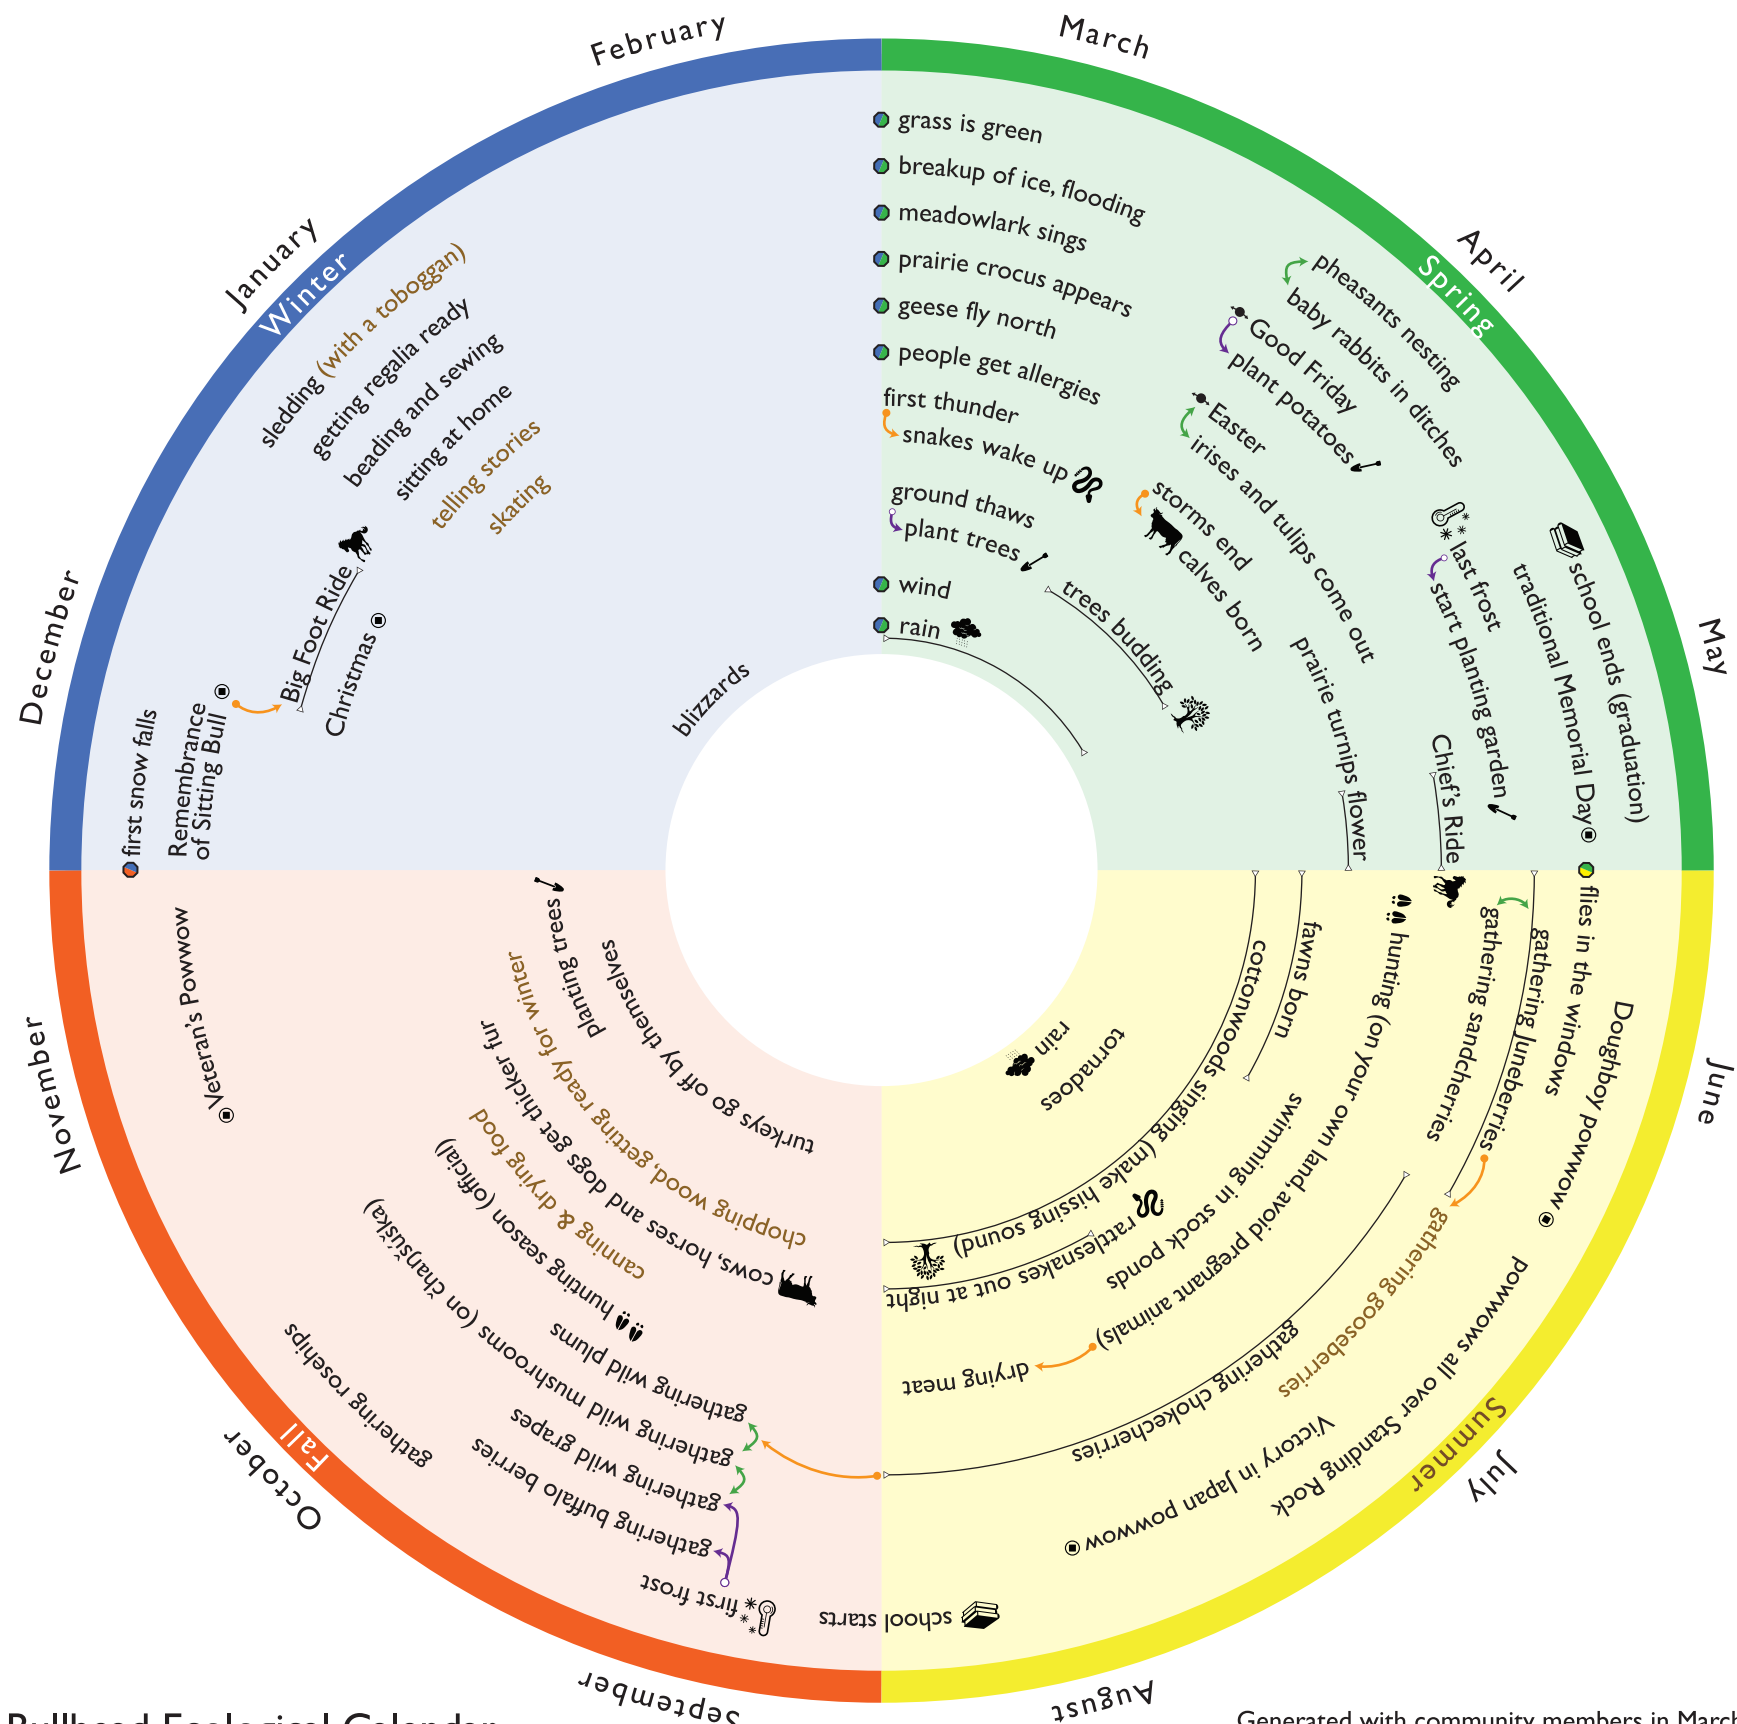 February
March
January
Winter
April
Spring
December
May
grass is green
breakup of ice, flooding
meadowlark sings
prairie crocus appears
geese fly north
people get allergies
first thunder
snakes wake up
ground thaws
plant trees
wind
rain
trees budding
pheasants nesting
baby rabbits in ditches
Good Friday
plant potatoes
Easter
irises and tulips come out
storms end
calves born
prairie turnips flower
last frost
start planting garden
Chief's Ride
school ends (graduation)
traditional Memorial Day
flies in the windows
gathering Juneberries
gathering sandcherries
Doughboy powwow
hunting (on your own land, avoid pregnant animals)
drying meat
fawns born
cottonwoods singing (make hissing sound)
rain
tornadoes
swimming in stock ponds
rattlesnakes out at night
gathering gooseberries
gathering chokecherries
powwows all over Standing Rock
Victory in Japan powwow
school starts
June
July
Summer
August
September
first frost
gathering buffalo berries
gathering wild grapes
gathering wild mushrooms (on čhaŋšuška)
gathering wild plums
hunting season (official)
canning & drying food
cows, horses and dogs get thicker fur
chopping wood, getting ready for winter
turkeys go off by themselves
planting trees
gathering rosehips
Veteran's Powwow
October
Fall
November
first snow falls
Remembrance
of Sitting Bull
Big Foot Ride
Christmas
sledding (with a toboggan)
getting regalia ready
beading and sewing
sitting at home
telling stories
skating
blizzards
Bullhead Ecological Calendar
Generated with community members in March